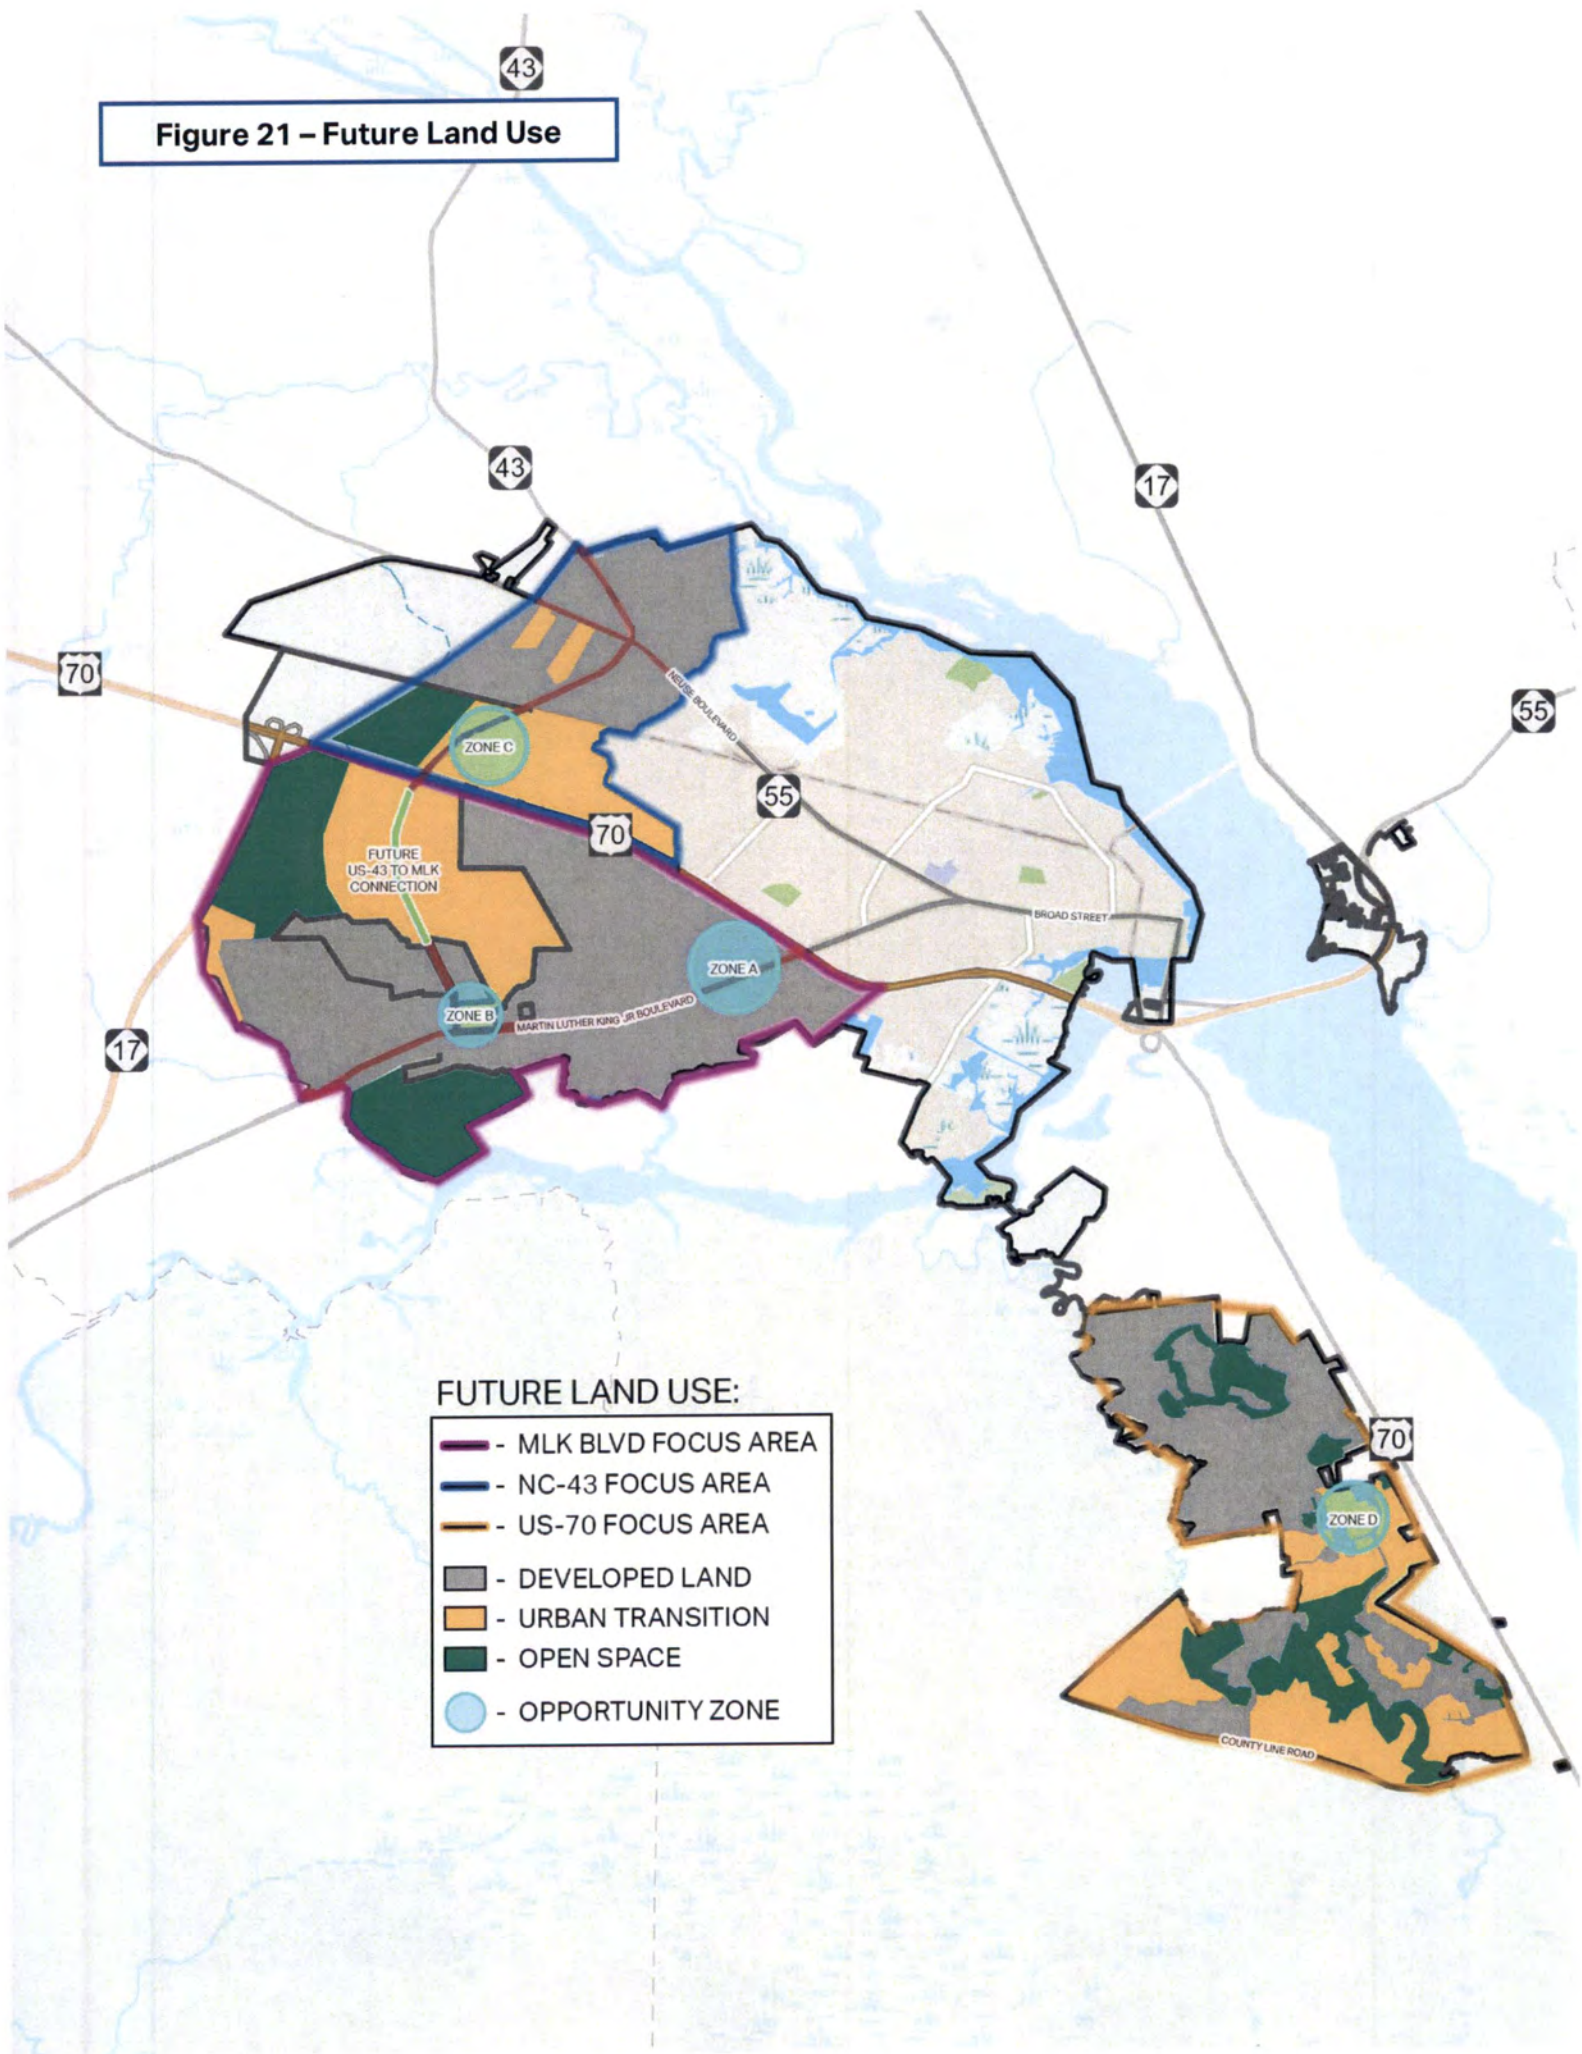 43
Figure 21 – Future Land Use
43
17
70
55
NEUSE BOULEVARD
ZONE C
55
70
FUTURE
US-43 TO MLK
CONNECTION
BROAD STREET
ZONE A
ZONE B
MARTIN LUTHER KING JR BOULEVARD
17
FUTURE LAND USE:
- MLK BLVD FOCUS AREA
- NC-43 FOCUS AREA
- US-70 FOCUS AREA
- DEVELOPED LAND
- URBAN TRANSITION
- OPEN SPACE
- OPPORTUNITY ZONE
70
ZONE D
COUNTY LINE ROAD